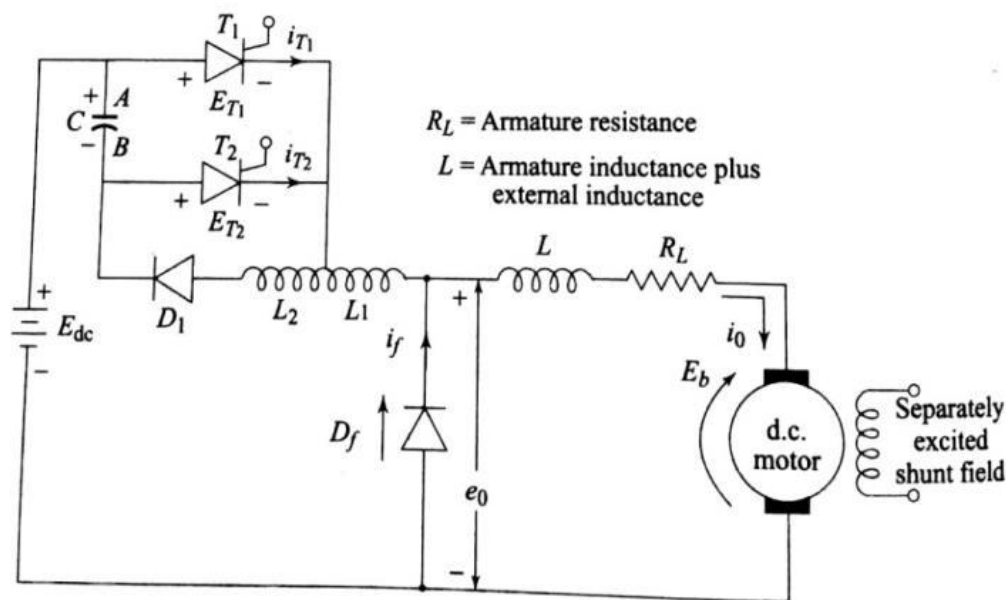 T1
iT1
+
−
ET1
+
A
C
B
−
T2
iT2
+
−
ET2
RL = Armature resistance
L = Armature inductance plus
external inductance
D1
L2
L1
+
L
RL
+
Edc
−
if
i0
Eb
Df
e0
d.c.
motor
Separately
excited
shunt field
−